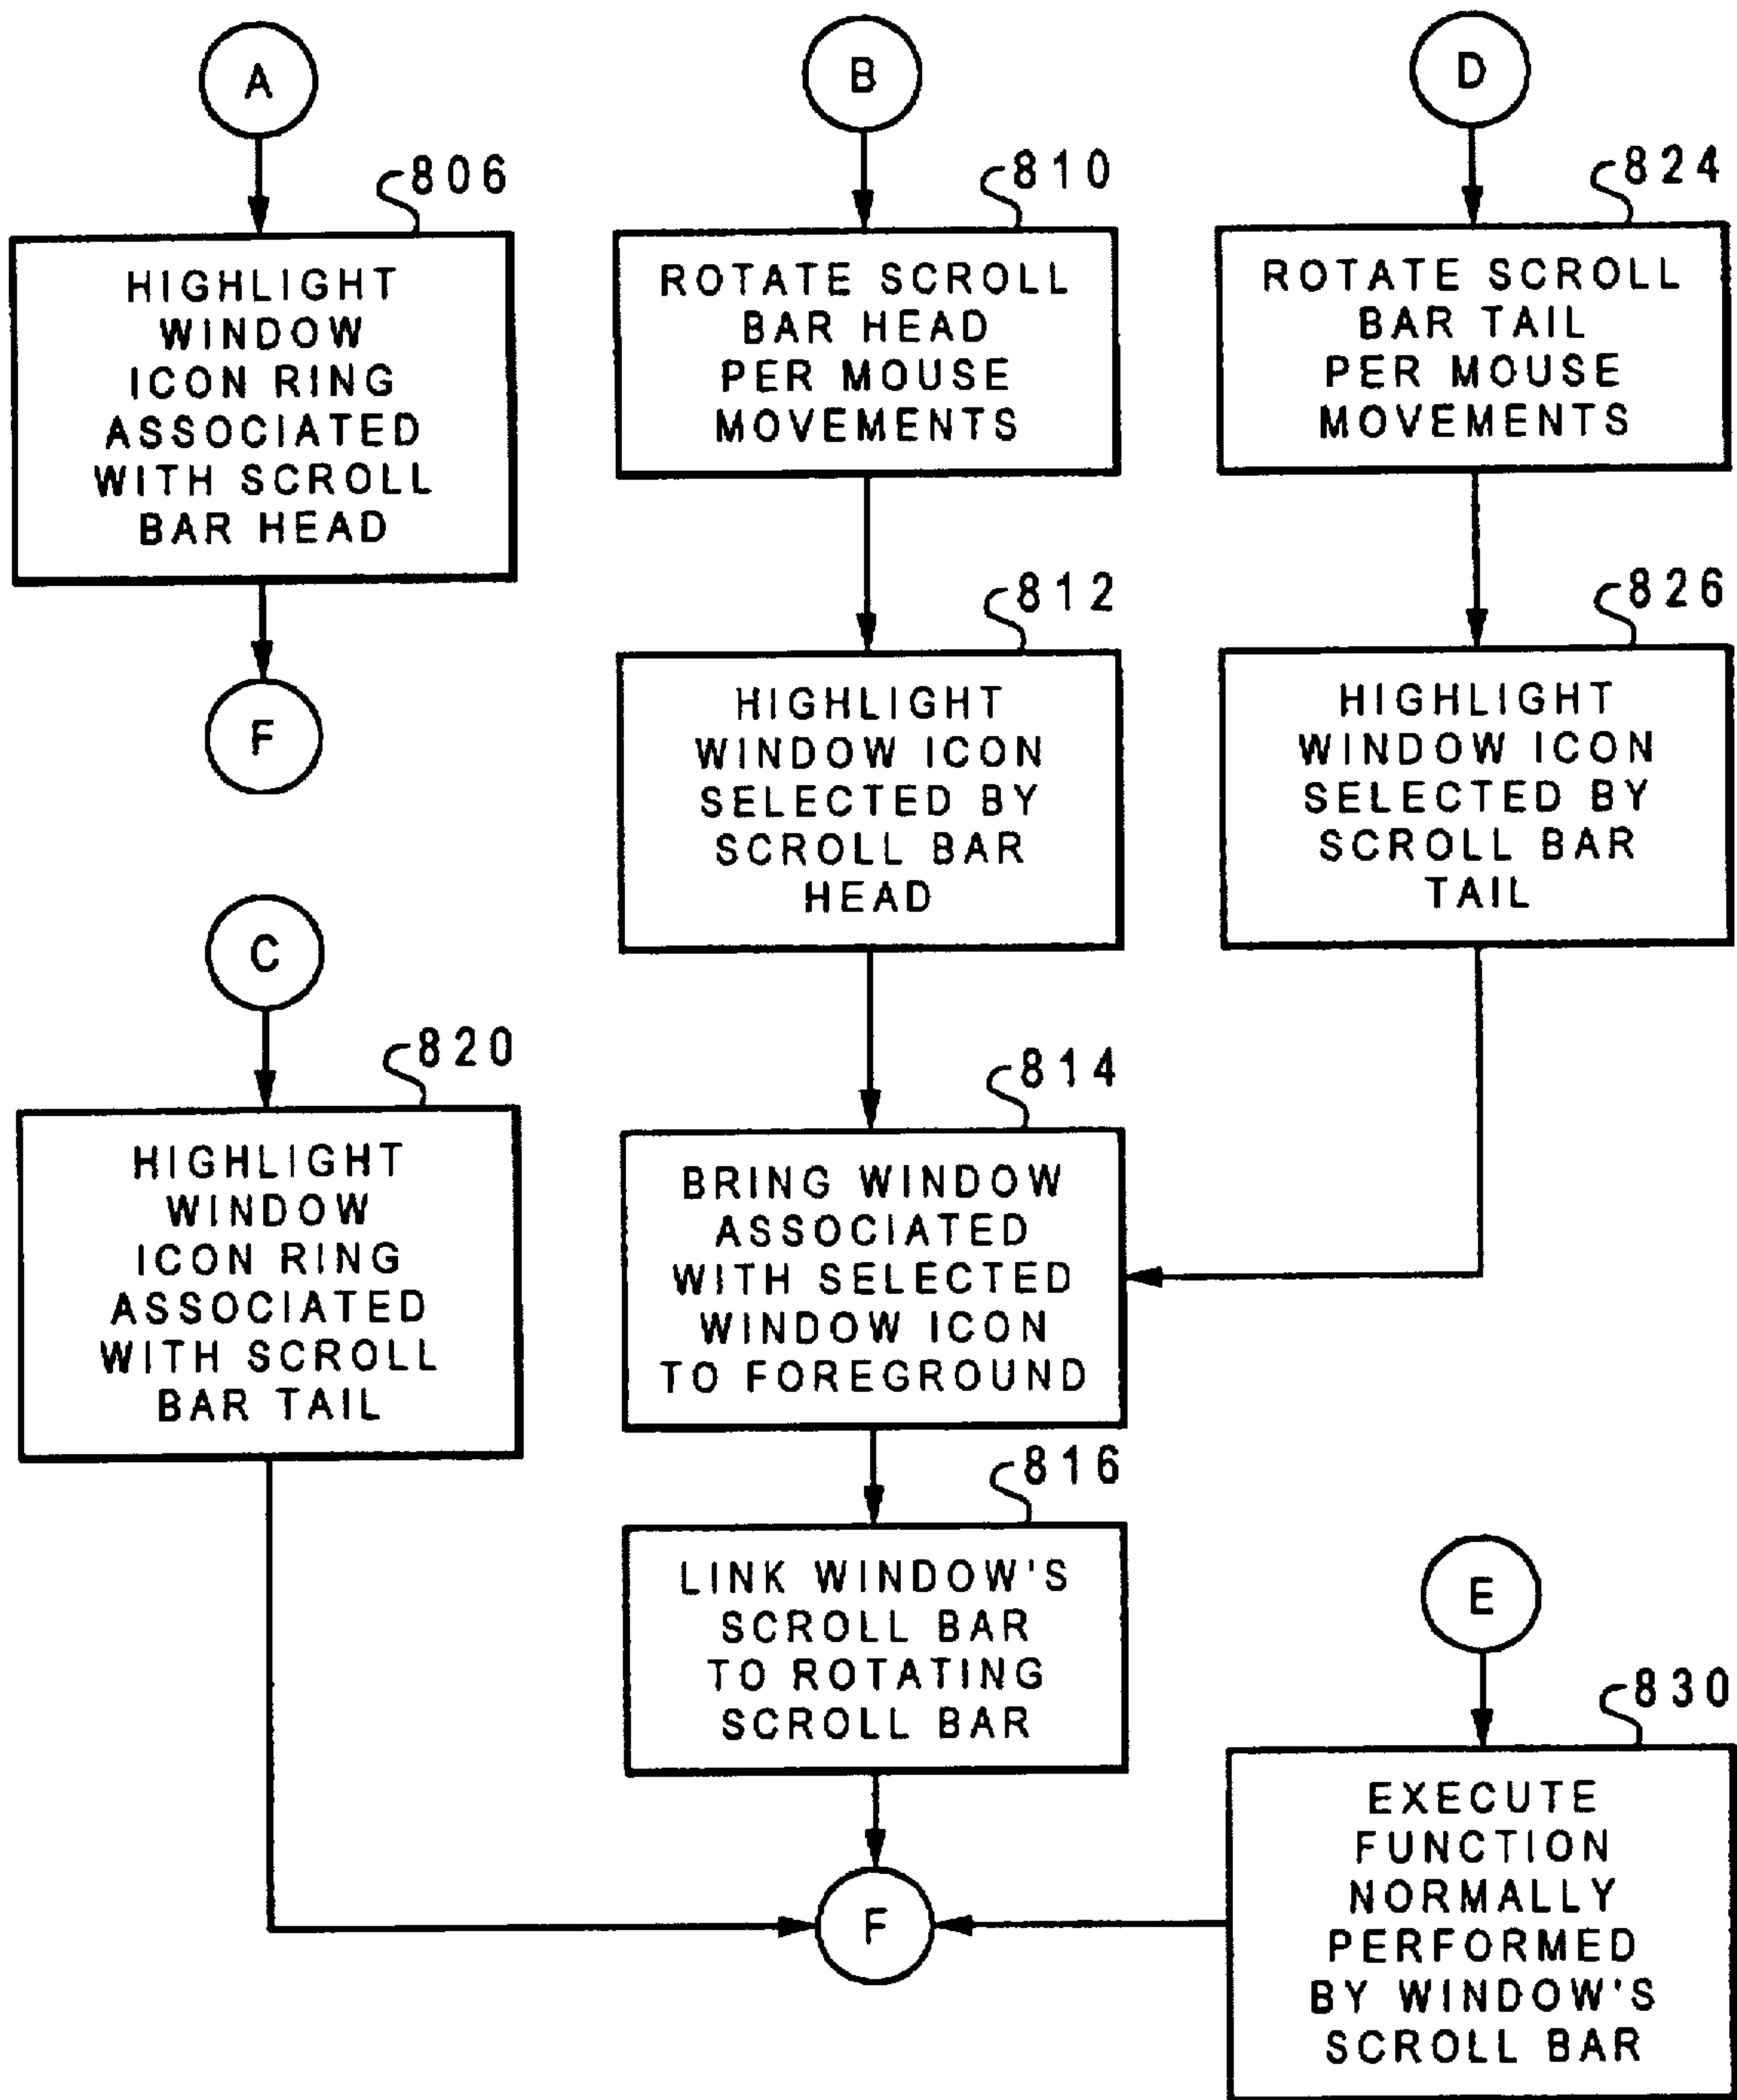 A
806
HIGHLIGHT
WINDOW
ICON RING
ASSOCIATED
WITH SCROLL
BAR HEAD
F
C
820
HIGHLIGHT
WINDOW
ICON RING
ASSOCIATED
WITH SCROLL
BAR TAIL
B
810
ROTATE SCROLL
BAR HEAD
PER MOUSE
MOVEMENTS
812
HIGHLIGHT
WINDOW ICON
SELECTED BY
SCROLL BAR
HEAD
814
BRING WINDOW
ASSOCIATED
WITH SELECTED
WINDOW ICON
TO FOREGROUND
816
LINK WINDOW'S
SCROLL BAR
TO ROTATING
SCROLL BAR
F
D
824
ROTATE SCROLL
BAR TAIL
PER MOUSE
MOVEMENTS
826
HIGHLIGHT
WINDOW ICON
SELECTED BY
SCROLL BAR
TAIL
E
830
EXECUTE
FUNCTION
NORMALLY
PERFORMED
BY WINDOW'S
SCROLL BAR